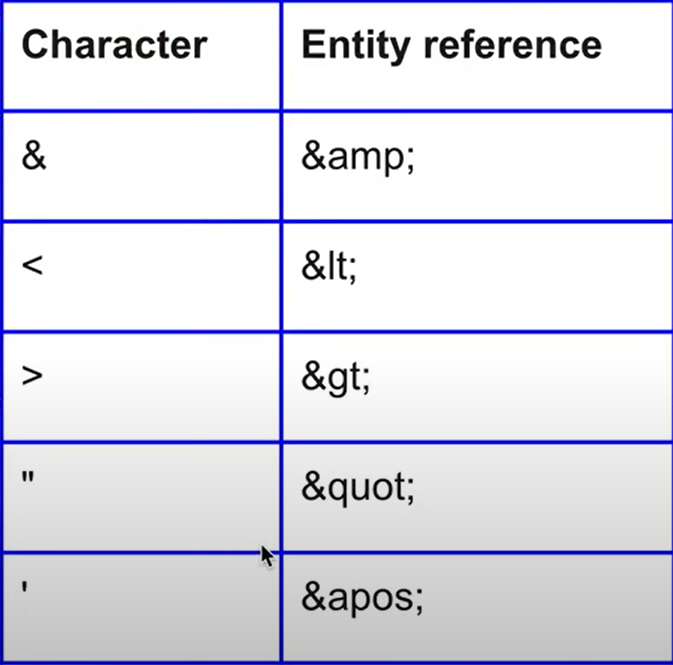 Character Entity reference
& &amp;
< &lt;
> &gt;
" &quot;
' &apos;